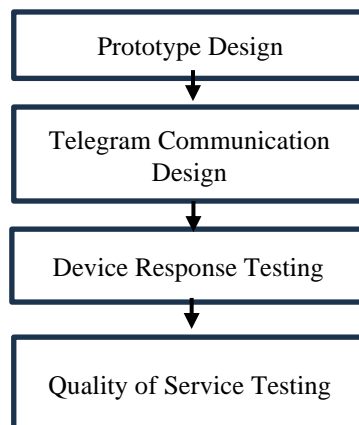 Prototype Design
Telegram Communication
Design
Device Response Testing
Quality of Service Testing